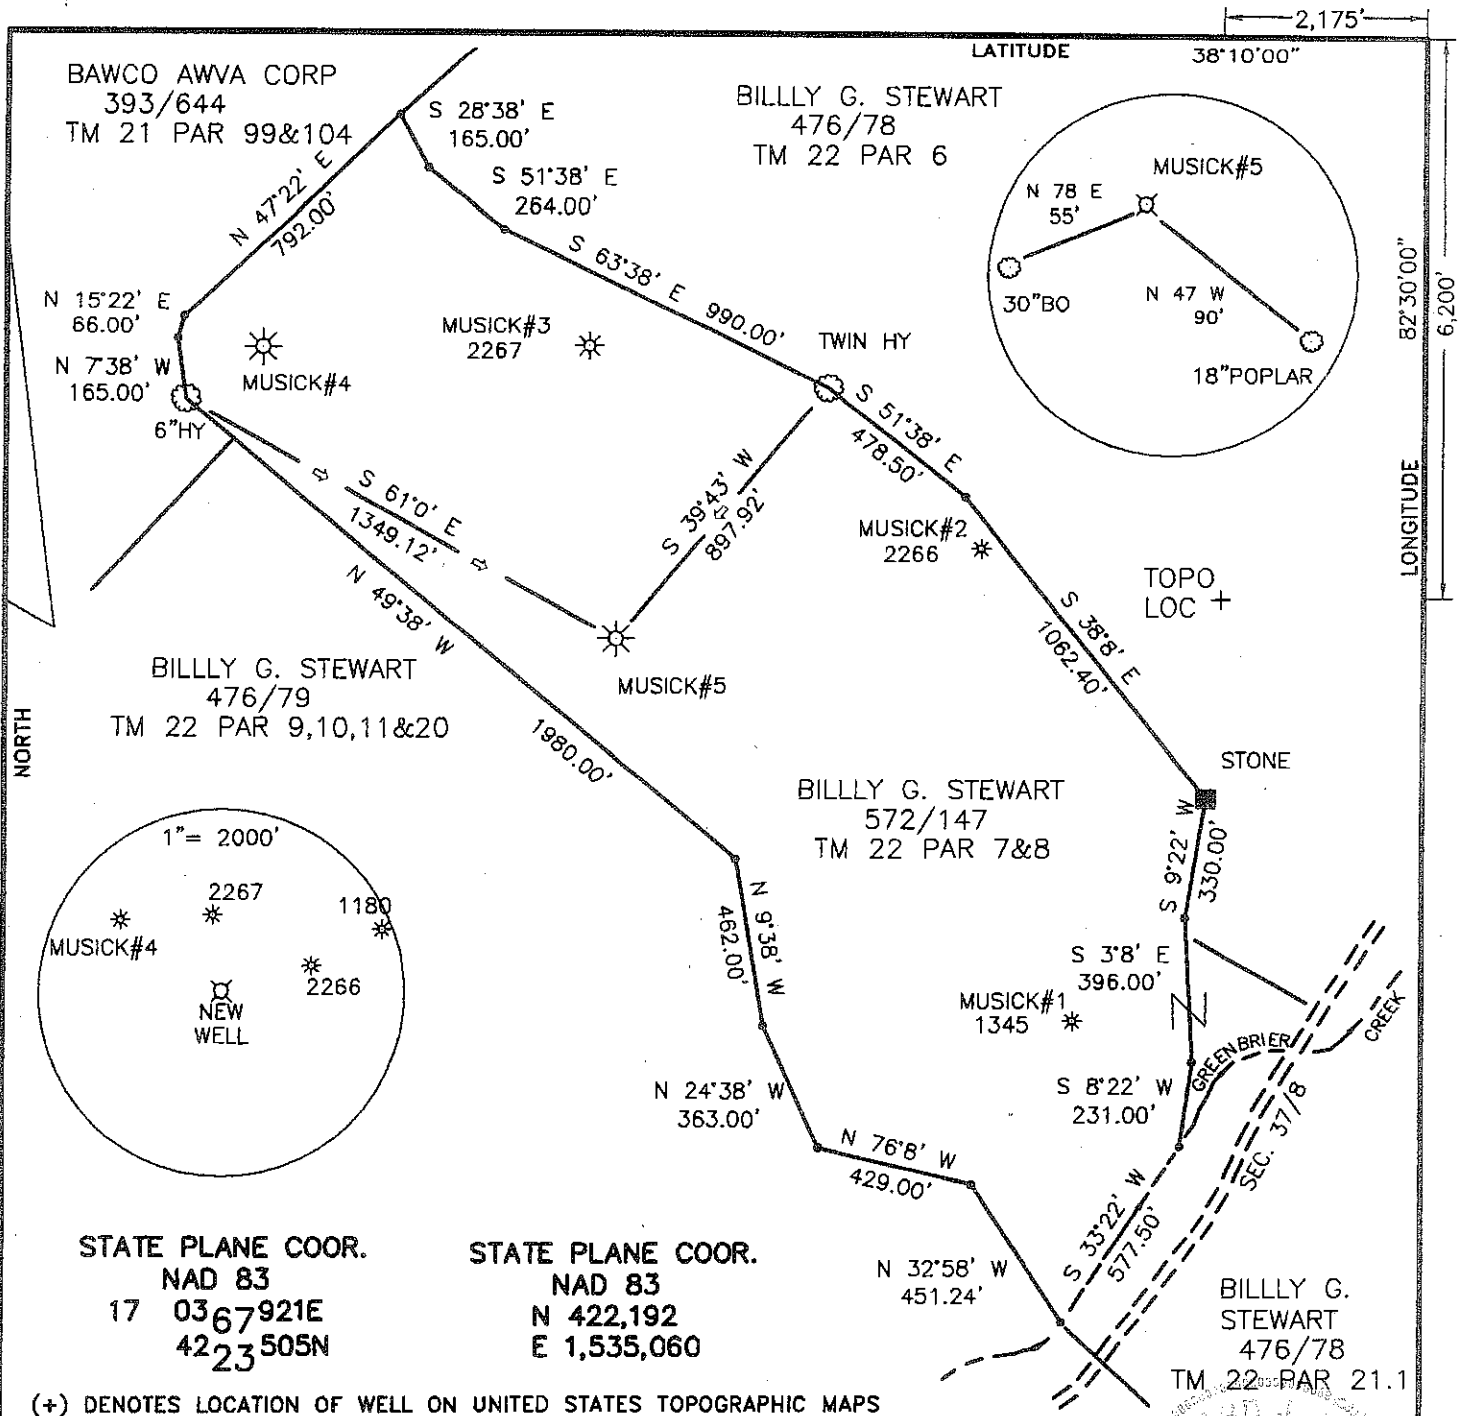 2,175'
LATITUDE
38°10'00"
BAWCO AWVA CORP
393/644
TM 21 PAR 99&104
S 28°38' E
165.00'
BILLLY G. STEWART
476/78
TM 22 PAR 6
S 51°38' E
264.00'
N 47°22' E
792.00'
MUSICK#5
N 78 E
55'
30"BO
N 47 W
90'
18"POPLAR
82°30'00"
6,200'
LONGITUDE
S 63°38' E 990.00'
N 15°22' E
66.00'
N 7°38' W
165.00'
6"HY
MUSICK#4
MUSICK#3
2267
TWIN HY
S 51°38' E
478.50'
S 61°0' E
1349.12'
S 39°43' W
897.92'
MUSICK#2
2266
TOPO
LOC +
N 49°38' W
1980.00'
S 38°8' E
1062.40'
MUSICK#5
BILLLY G. STEWART
476/79
TM 22 PAR 9,10,11&20
NORTH
STONE
BILLLY G. STEWART
572/147
TM 22 PAR 7&8
S 9°22' W
330.00'
1"= 2000'
2267
1180
MUSICK#4
2266
NEW
WELL
N 9°38' W
462.00'
S 3°8' E
396.00'
MUSICK#1
1345
GREENBRIER
CREEK
N 24°38' W
363.00'
S 8°22' W
231.00'
SEC. 37/8
N 76°8' W
429.00'
S 33°22' W
577.50'
N 32°58' W
451.24'
STATE PLANE COOR.
NAD 83
17 0367921E
4223505N
STATE PLANE COOR.
NAD 83
N 422,192
E 1,535,060
BILLLY G.
STEWART
476/78
TM 22 PAR 21.1
(+) DENOTES LOCATION OF WELL ON UNITED STATES TOPOGRAPHIC MAPS